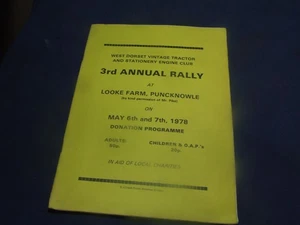 WEST DORSET VINTAGE TRACTOR
AND STATIONERY ENGINE CLUB
3rd ANNUAL RALLY
AT
LOOKE FARM, PUNCKNOWLE
ON
MAY 6th and 7th, 1978
DONATION PROGRAMME
ADULTS CHILDREN & O.A.P.'s
IN AID OF LOCAL CHARITIES